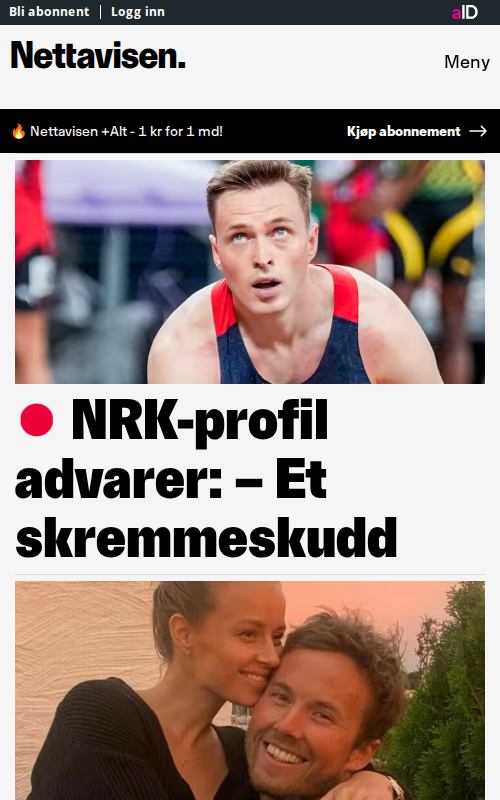 Bli abonnent | Logg inn
aID
Nettavisen.
Meny
🔥 Nettavisen +Alt - 1 kr for 1 md!
Kjøp abonnement →
NRK-profil
advarer: – Et
skremmeskudd